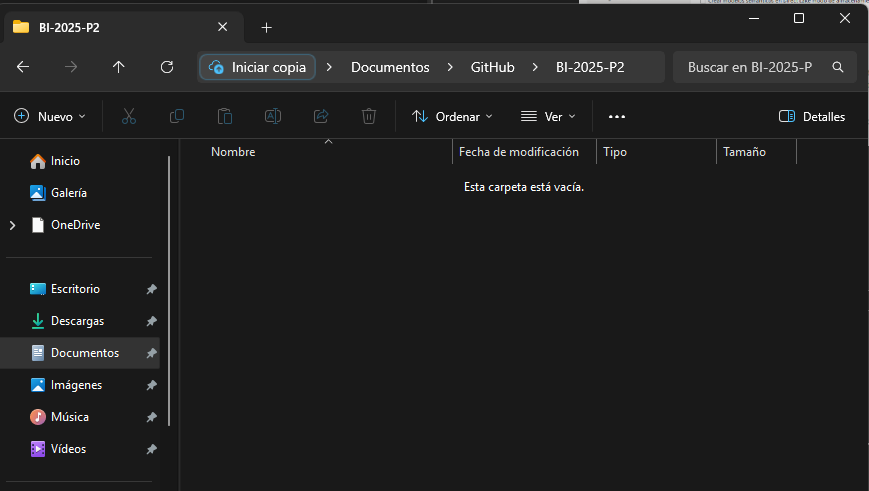 BI-2025-P2
Iniciar copia > Documentos > GitHub > BI-2025-P2
Buscar en BI-2025-P
Nuevo
Ordenar
Ver
Detalles
Inicio
Galería
OneDrive
Escritorio
Descargas
Documentos
Imágenes
Música
Vídeos
Nombre
Fecha de modificación
Tipo
Tamaño
Esta carpeta está vacía.